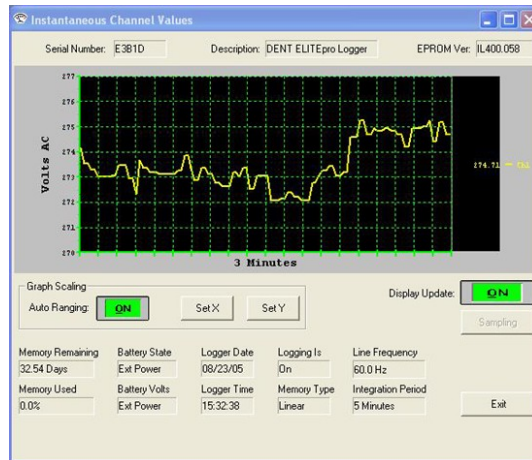 Instantaneous Channel Values
Serial Number: E3B1D Description: DENT ELITEpro Logger EPROM Ver: IL400.058
277
276
275
274
273
272
271
270
Volts AC
274.71
3 Minutes
Graph Scaling
Auto Ranging: ON Set X Set Y
Display Update: ON
Sampling
Memory Remaining Battery State Logger Date Logging Is Line Frequency
32.54 Days Ext Power 08/23/05 On 60.0 Hz
Memory Used Battery Volts Logger Time Memory Type Integration Period
0.0% Ext Power 15:32:38 Linear 5 Minutes
Exit